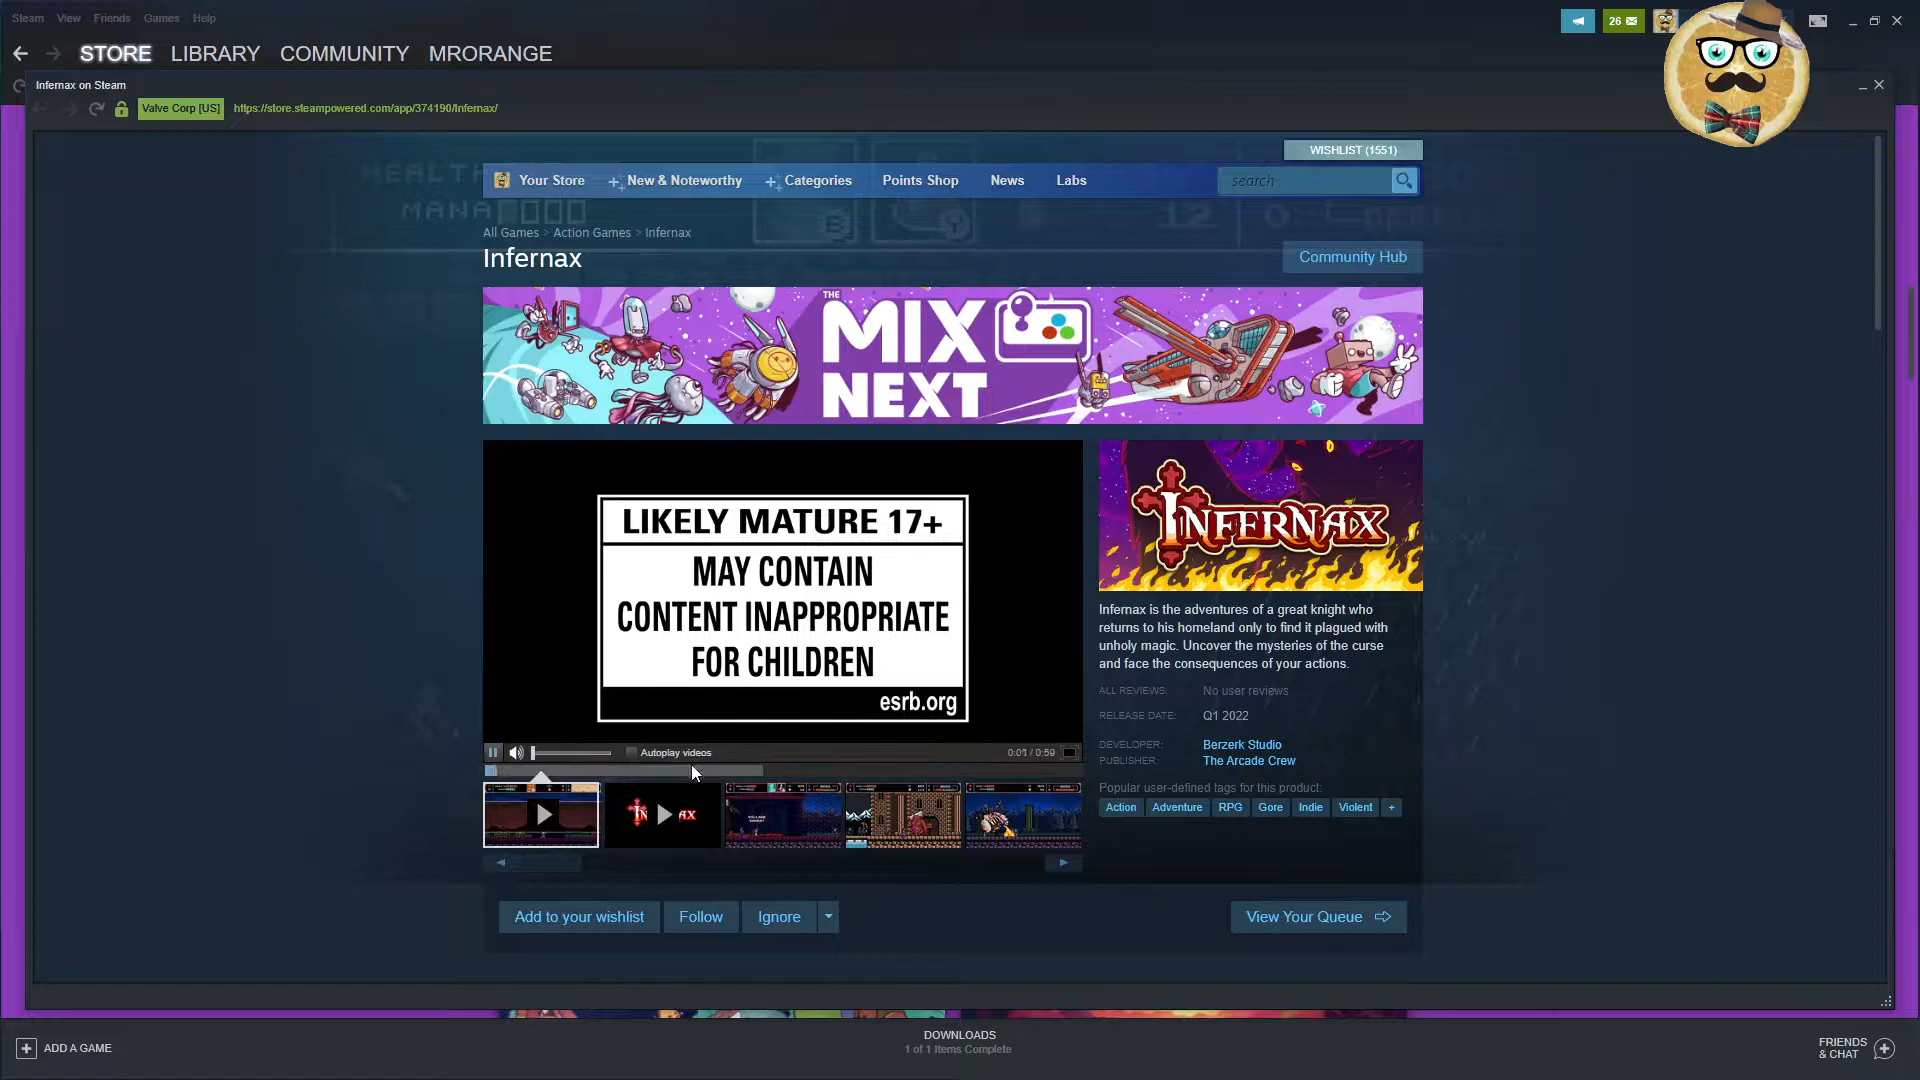 Steam View Friends Games Help
26
STORE LIBRARY COMMUNITY MRORANGE
Infernax on Steam
Valve Corp [US] https://store.steampowered.com/app/374190/Infernax/
WISHLIST (1551)
Your Store New & Noteworthy Categories Points Shop News Labs search
HEALTH
MANA
All Games > Action Games > Infernax
Infernax
Community Hub
THE MIX NEXT
LIKELY MATURE 17+
MAY CONTAIN
CONTENT INAPPROPRIATE
FOR CHILDREN
esrb.org
INFERNAX
Infernax is the adventures of a great knight who
returns to his homeland only to find it plagued with
unholy magic. Uncover the mysteries of the curse
and face the consequences of your actions.
ALL REVIEWS: No user reviews
RELEASE DATE: Q1 2022
DEVELOPER: Berzerk Studio
PUBLISHER: The Arcade Crew
Popular user-defined tags for this product:
Action Adventure RPG Gore Indie Violent +
Autoplay videos
0:01 / 0:59
Add to your wishlist Follow Ignore
View Your Queue
ADD A GAME
DOWNLOADS
1 of 1 Items Complete
FRIENDS
& CHAT